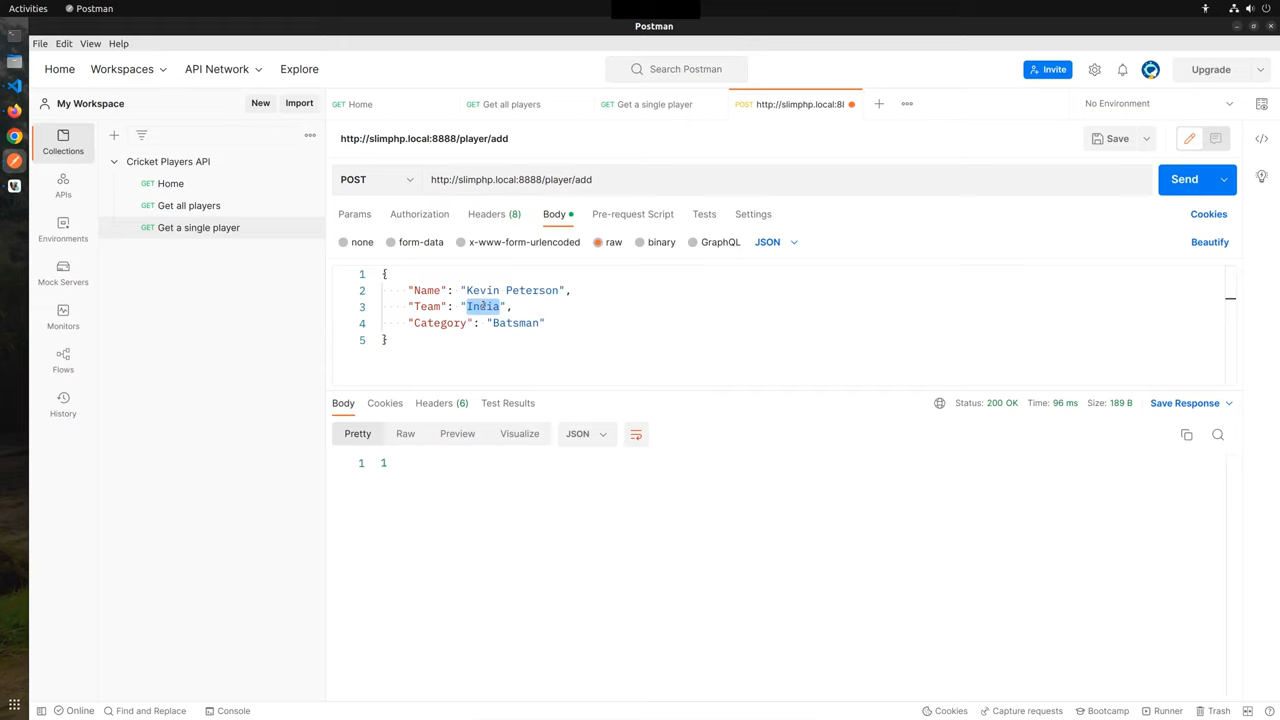 Activities Postman
Postman
File Edit View Help
Home Workspaces API Network Explore Search Postman Invite Upgrade
My Workspace New Import GET Home GET Get all players GET Get a single player POST http://slimphp.local:8l No Environment
Collections
Cricket Players API
GET Home
GET Get all players
GET Get a single player
APIs
Environments
Mock Servers
Monitors
Flows
History
http://slimphp.local:8888/player/add Save
POST http://slimphp.local:8888/player/add Send
Params Authorization Headers (8) Body Pre-request Script Tests Settings Cookies
none form-data x-www-form-urlencoded raw binary GraphQL JSON Beautify
1 {
2 "Name": "Kevin Peterson",
3 "Team": "India",
4 "Category": "Batsman"
5 }
Body Cookies Headers (6) Test Results Status: 200 OK Time: 96 ms Size: 189 B Save Response
Pretty Raw Preview Visualize JSON
1 1
Online Find and Replace Console Cookies Capture requests Bootcamp Runner Trash